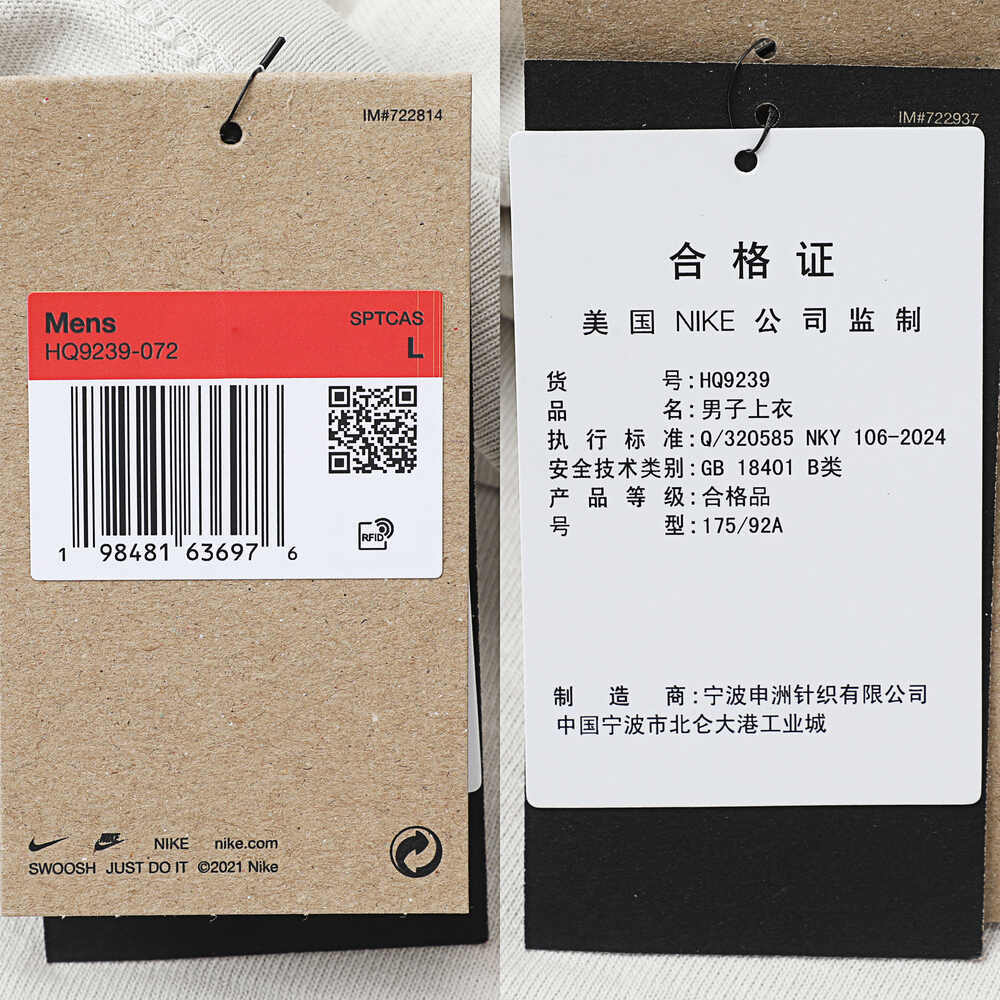 IM#722814
Mens
SPTCAS
HQ9239-072
L
RFID
1 98481 63697 6
NIKE nike.com
SWOOSH JUST DO IT ©2021 Nike
IM#722937
合格证
美国NIKE公司监制
货号:HQ9239
品名:男子上衣
执行标准:Q/320585 NKY 106-2024
安全技术类别:GB 18401 B类
产品等级:合格品
号型:175/92A
制造商:宁波申洲针织有限公司
中国宁波市北仑大港工业城